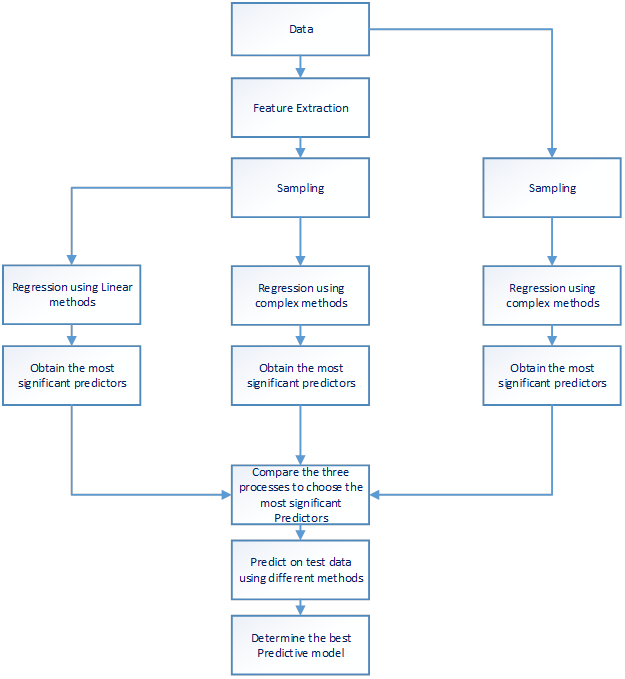 Data
Feature Extraction
Sampling
Sampling
Regression using Linear
methods
Regression using
complex methods
Regression using
complex methods
Obtain the most
significant predictors
Obtain the most
significant predictors
Obtain the most
significant predictors
Compare the three
processes to choose the
most significant
Predictors
Predict on test data
using different methods
Determine the best
Predictive model